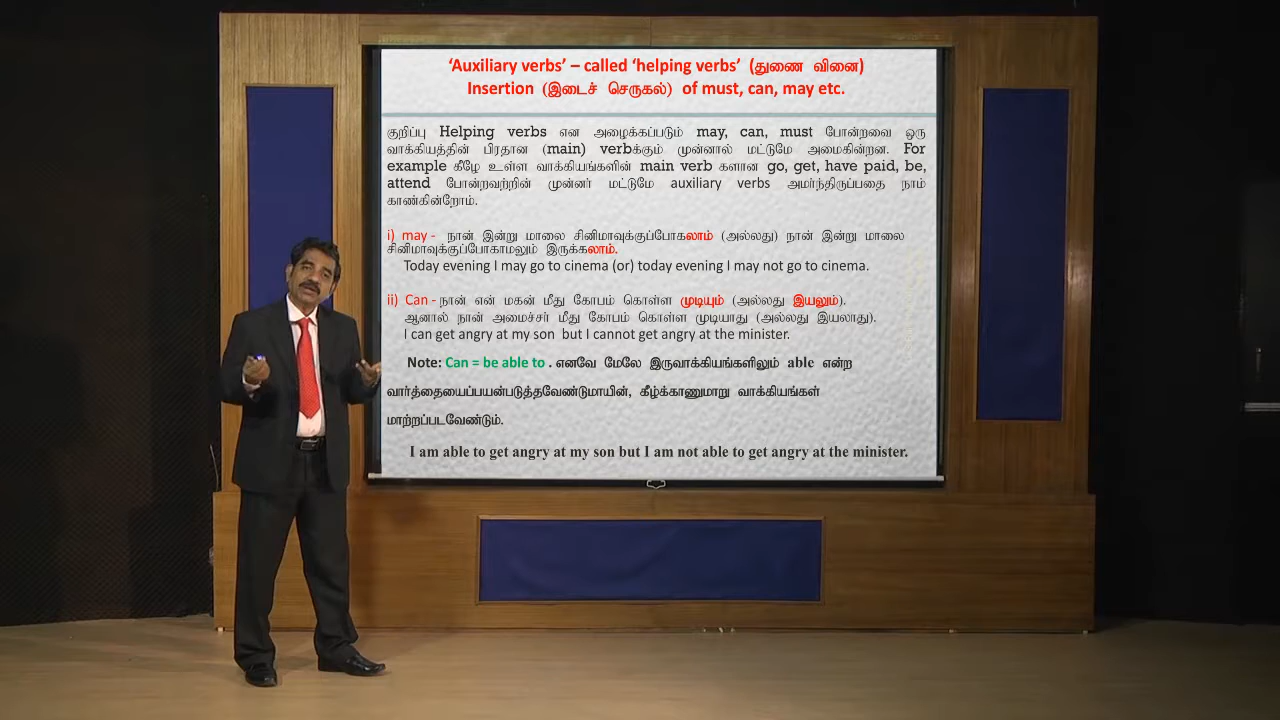 ‘Auxiliary verbs’ – called ‘helping verbs’ (துணை வினை)
Insertion (இடைச் செருகல்) of must, can, may etc.
குறிப்பு Helping verbs என அழைக்கப்படும் may, can, must போன்றவை ஒரு
வாக்கியத்தின் பிரதான (main) verbக்கும் முன்னால் மட்டுமே அமைகின்றன. For
example கீழே உள்ள வாக்கியங்களின் main verb களான go, get, have paid, be,
attend போன்றவற்றின் முன்னர் மட்டுமே auxiliary verbs அமர்ந்திருப்பதை நாம்
காண்கின்றோம்.
i) may - நான் இன்று மாலை சினிமாவுக்குப்போகலாம் (அல்லது) நான் இன்று மாலை
சினிமாவுக்குப்போகாமலும் இருக்கலாம்.
Today evening I may go to cinema (or) today evening I may not go to cinema.
ii) Can - நான் என் மகன் மீது கோபம் கொள்ள முடியும் (அல்லது இயலும்).
ஆனால் நான் அமைச்சர் மீது கோபம் கொள்ள முடியாது (அல்லது இயலாது).
I can get angry at my son but I cannot get angry at the minister.
Note: Can = be able to . எனவே மேலே இருவாக்கியங்களிலும் able என்ற
வார்த்தையைப்பயன்படுத்தவேண்டுமாயின், கீழ்க்காணுமாறு வாக்கியங்கள்
மாற்றப்படவேண்டும்.
I am able to get angry at my son but I am not able to get angry at the minister.